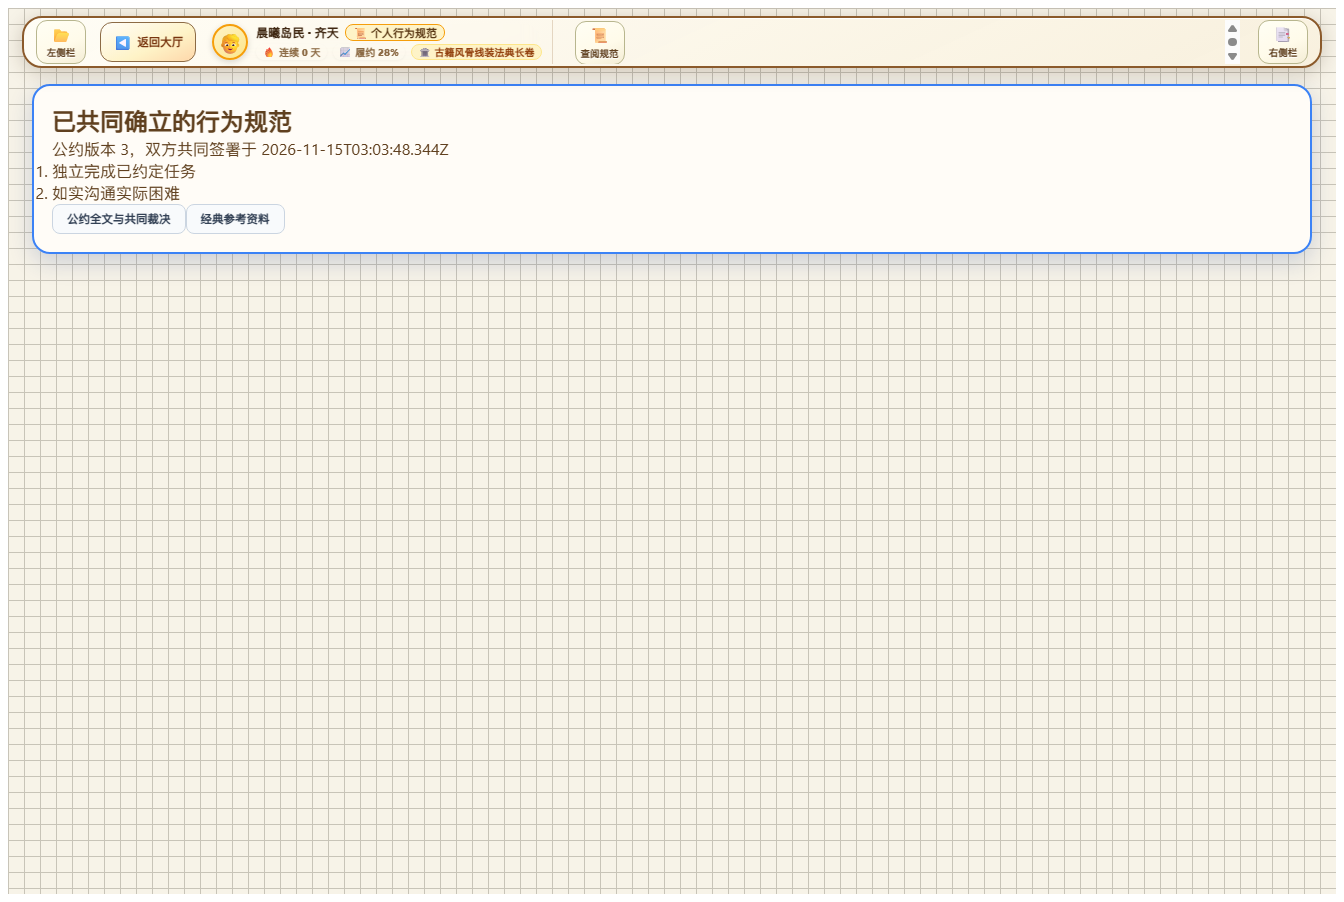 左侧栏
返回大厅
晨曦岛民 · 齐天
个人行为规范
连续 0 天
履约 28%
古籍风骨线装法典长卷
查阅规范
右侧栏
已共同确立的行为规范
公约版本 3，双方共同签署于 2026-11-15T03:03:48.344Z
1. 独立完成已约定任务
2. 如实沟通实际困难
公约全文与共同裁决
经典参考资料